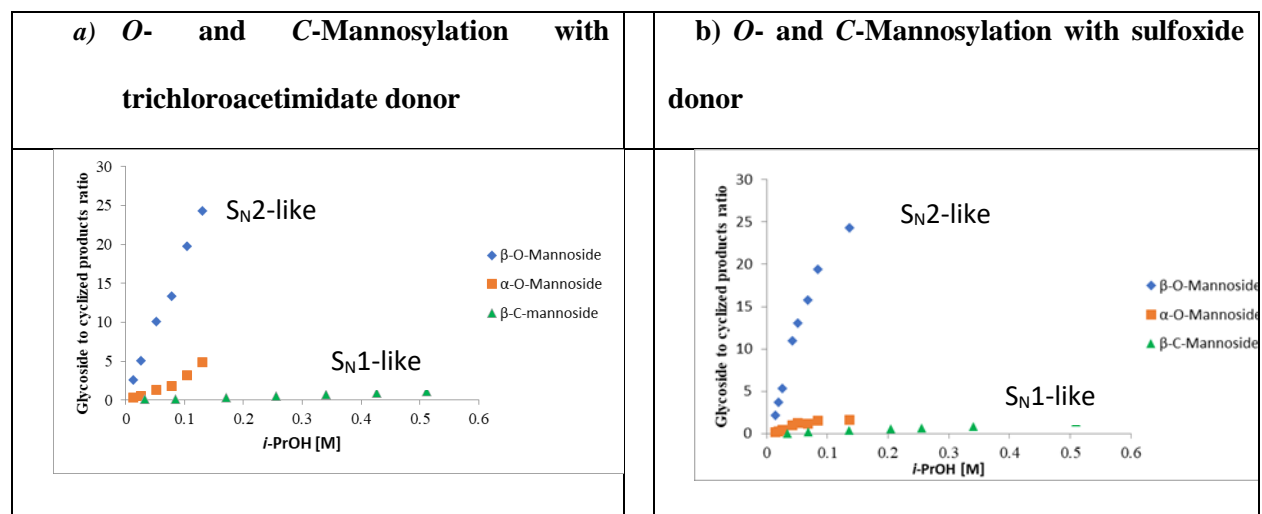 a) O- and C-Mannosylation with
trichloroacetimidate donor
b) O- and C-Mannosylation with sulfoxide
donor
Glycoside to cyclized products ratio
30
25
20
15
10
5
0
0 0.1 0.2 0.3 0.4 0.5 0.6
i-PrOH [M]
SN2-like
SN1-like
β-O-Mannoside
α-O-Mannoside
β-C-mannoside
Glycoside to cyclized products ratio
30
25
20
15
10
5
0
0 0.1 0.2 0.3 0.4 0.5 0.6
i-PrOH [M]
SN2-like
SN1-like
β-O-Mannoside
α-O-Mannoside
β-C-Mannoside